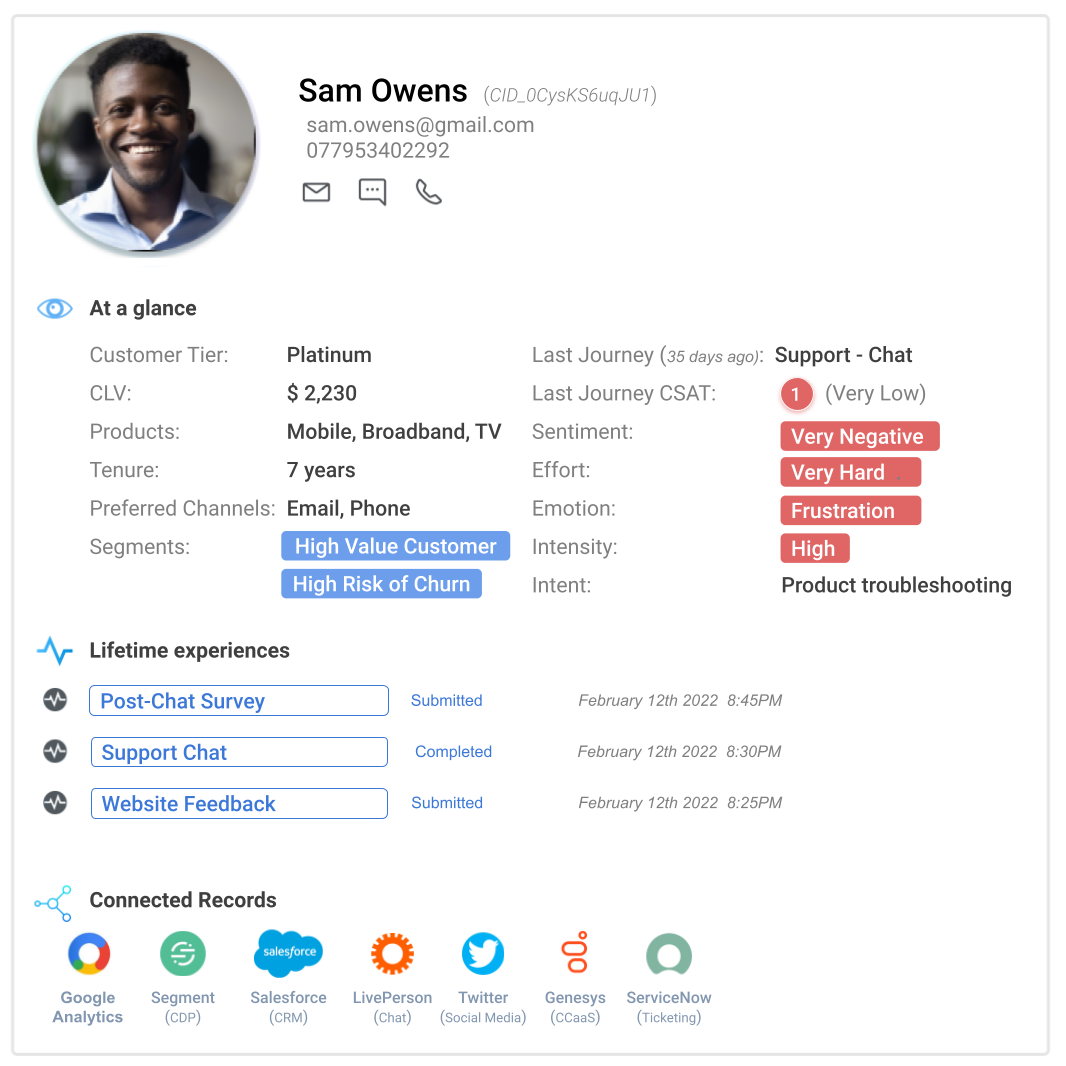 Sam Owens (CID_0CysKS6uqJU1)
sam.owens@gmail.com
077953402292
At a glance
Customer Tier: Platinum
CLV: $ 2,230
Products: Mobile, Broadband, TV
Tenure: 7 years
Preferred Channels: Email, Phone
Segments: High Value Customer
High Risk of Churn
Last Journey (35 days ago): Support - Chat
Last Journey CSAT: 1 (Very Low)
Sentiment: Very Negative
Effort: Very Hard
Emotion: Frustration
Intensity: High
Intent: Product troubleshooting
Lifetime experiences
Post-Chat Survey Submitted February 12th 2022 8:45PM
Support Chat Completed February 12th 2022 8:30PM
Website Feedback Submitted February 12th 2022 8:25PM
Connected Records
salesforce
Google
Analytics
Segment
(CDP)
Salesforce
(CRM)
LivePerson
(Chat)
Twitter
(Social Media)
Genesys
(CCaaS)
ServiceNow
(Ticketing)